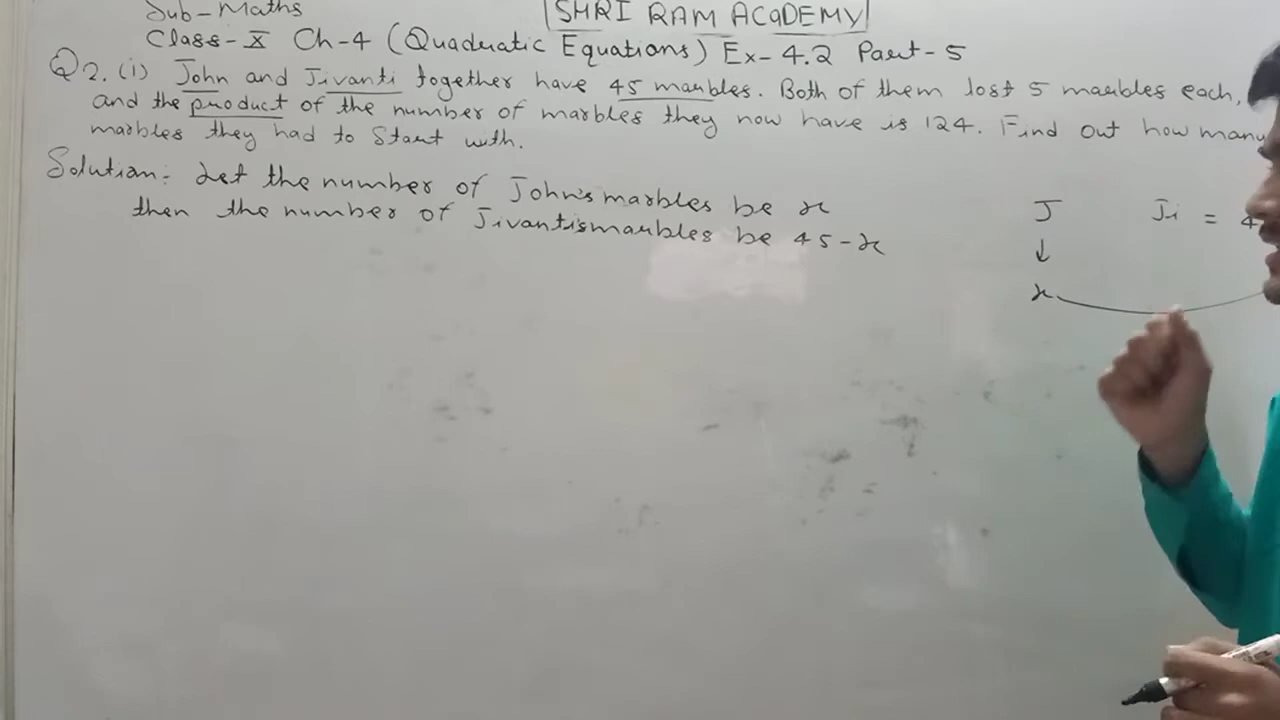 Sub - Maths
SHRI RAM ACADEMY
Class - X Ch-4 (Quadratic Equations) Ex- 4.2 Part - 5
Q2. (i) John and Jivanti together have 45 marbles. Both of them lost 5 marbles each,
and the product of the number of marbles they now have is 124. Find out how many
marbles they had to start with.
Solution:- Let the number of John's marbles be x
then the number of Jivantis marbles be 45-x
J Ji = 4
↓
x